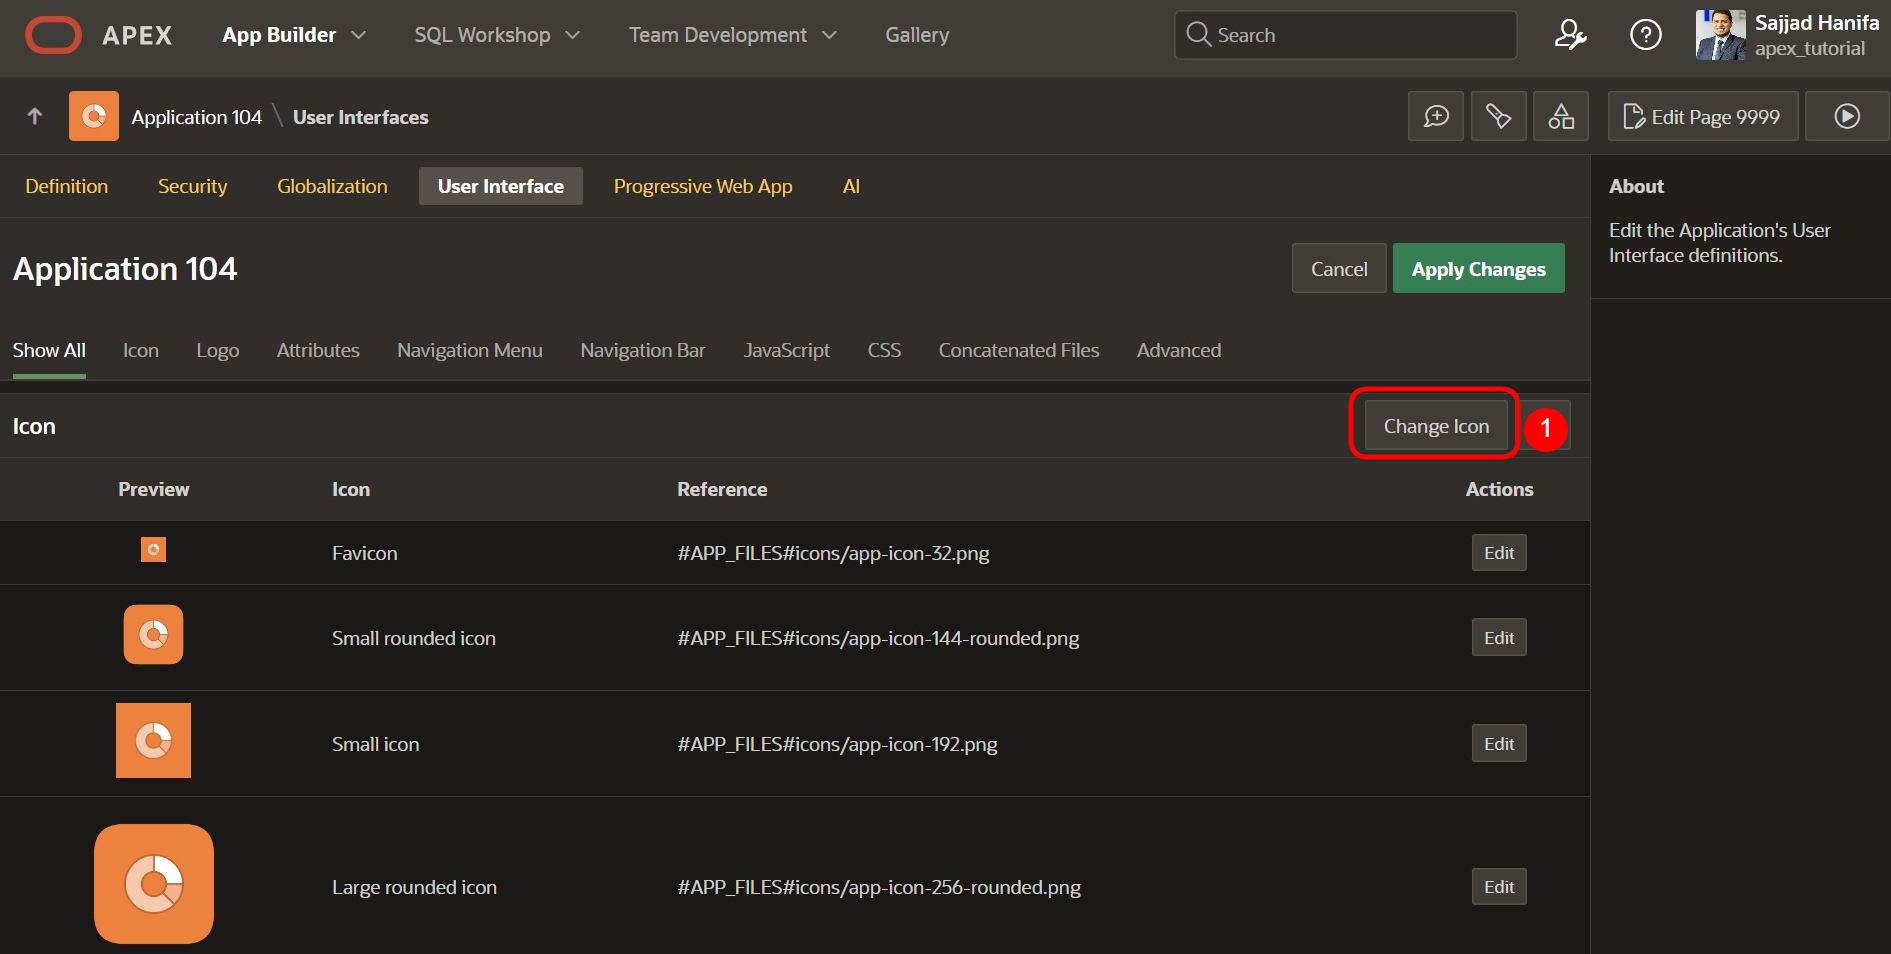 APEX App Builder SQL Workshop Team Development Gallery Search Sajjad Hanifa
apex_tutorial
Application 104 \ User Interfaces Edit Page 9999
Definition Security Globalization User Interface Progressive Web App AI About
Edit the Application's User
Interface definitions.
Application 104 Cancel Apply Changes
Show All Icon Logo Attributes Navigation Menu Navigation Bar JavaScript CSS Concatenated Files Advanced
Icon Change Icon 1
Preview Icon Reference Actions
Favicon #APP_FILES#icons/app-icon-32.png Edit
Small rounded icon #APP_FILES#icons/app-icon-144-rounded.png Edit
Small icon #APP_FILES#icons/app-icon-192.png Edit
Large rounded icon #APP_FILES#icons/app-icon-256-rounded.png Edit